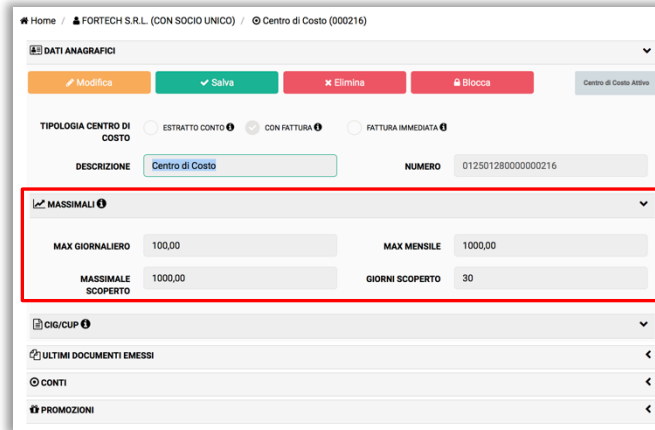 Home / FORTECH S.R.L. (CON SOCIO UNICO) / Centro di Costo (000216)
DATI ANAGRAFICI
Modifica Salva Elimina Blocca Centro di Costo Attivo
TIPOLOGIA CENTRO DI COSTO ESTRATTO CONTO CON FATTURA FATTURA IMMEDIATA
DESCRIZIONE Centro di Costo NUMERO 012501280000000216
MASSIMALI
MAX GIORNALIERO 100,00 MAX MENSILE 1000,00
MASSIMALE SCOPERTO 1000,00 GIORNI SCOPERTO 30
CIG/CUP
ULTIMI DOCUMENTI EMESSI
CONTI
PROMOZIONI